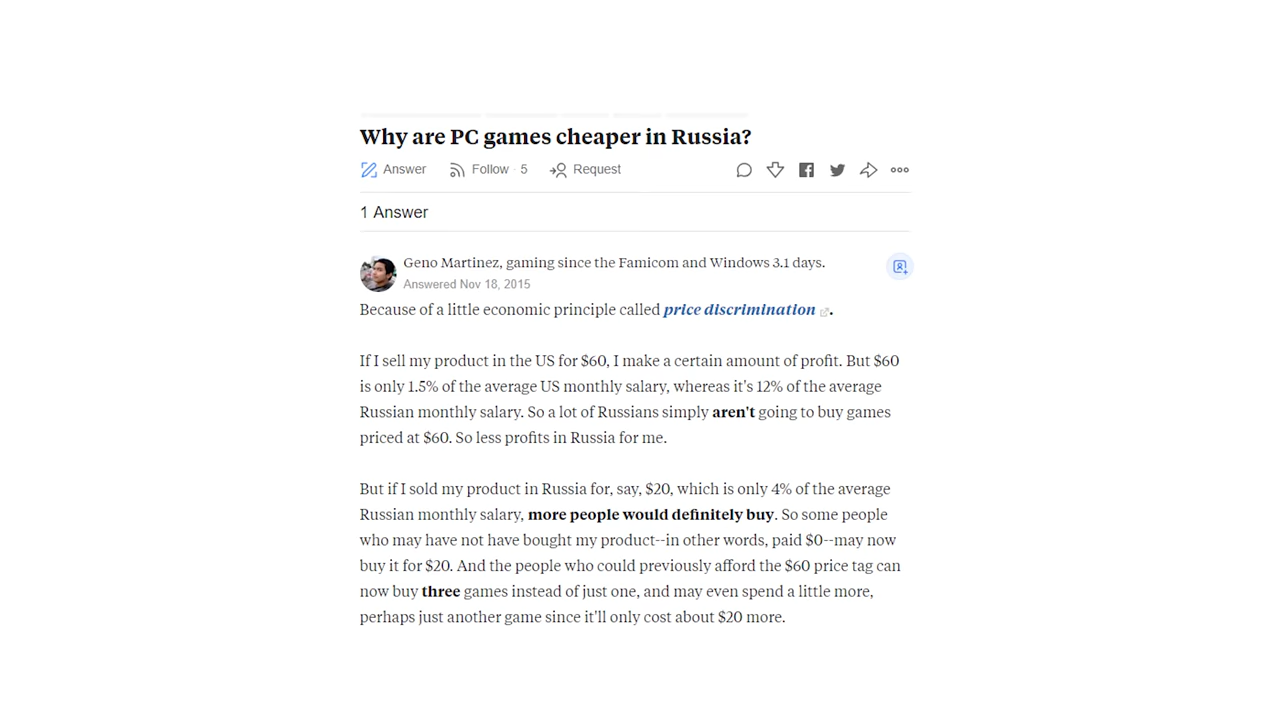 Why are PC games cheaper in Russia?
Answer Follow · 5 Request
1 Answer
Geno Martinez, gaming since the Famicom and Windows 3.1 days.
Answered Nov 18, 2015
Because of a little economic principle called price discrimination.
If I sell my product in the US for $60, I make a certain amount of profit. But $60
is only 1.5% of the average US monthly salary, whereas it's 12% of the average
Russian monthly salary. So a lot of Russians simply aren't going to buy games
priced at $60. So less profits in Russia for me.
But if I sold my product in Russia for, say, $20, which is only 4% of the average
Russian monthly salary, more people would definitely buy. So some people
who may have not have bought my product--in other words, paid $0--may now
buy it for $20. And the people who could previously afford the $60 price tag can
now buy three games instead of just one, and may even spend a little more,
perhaps just another game since it'll only cost about $20 more.